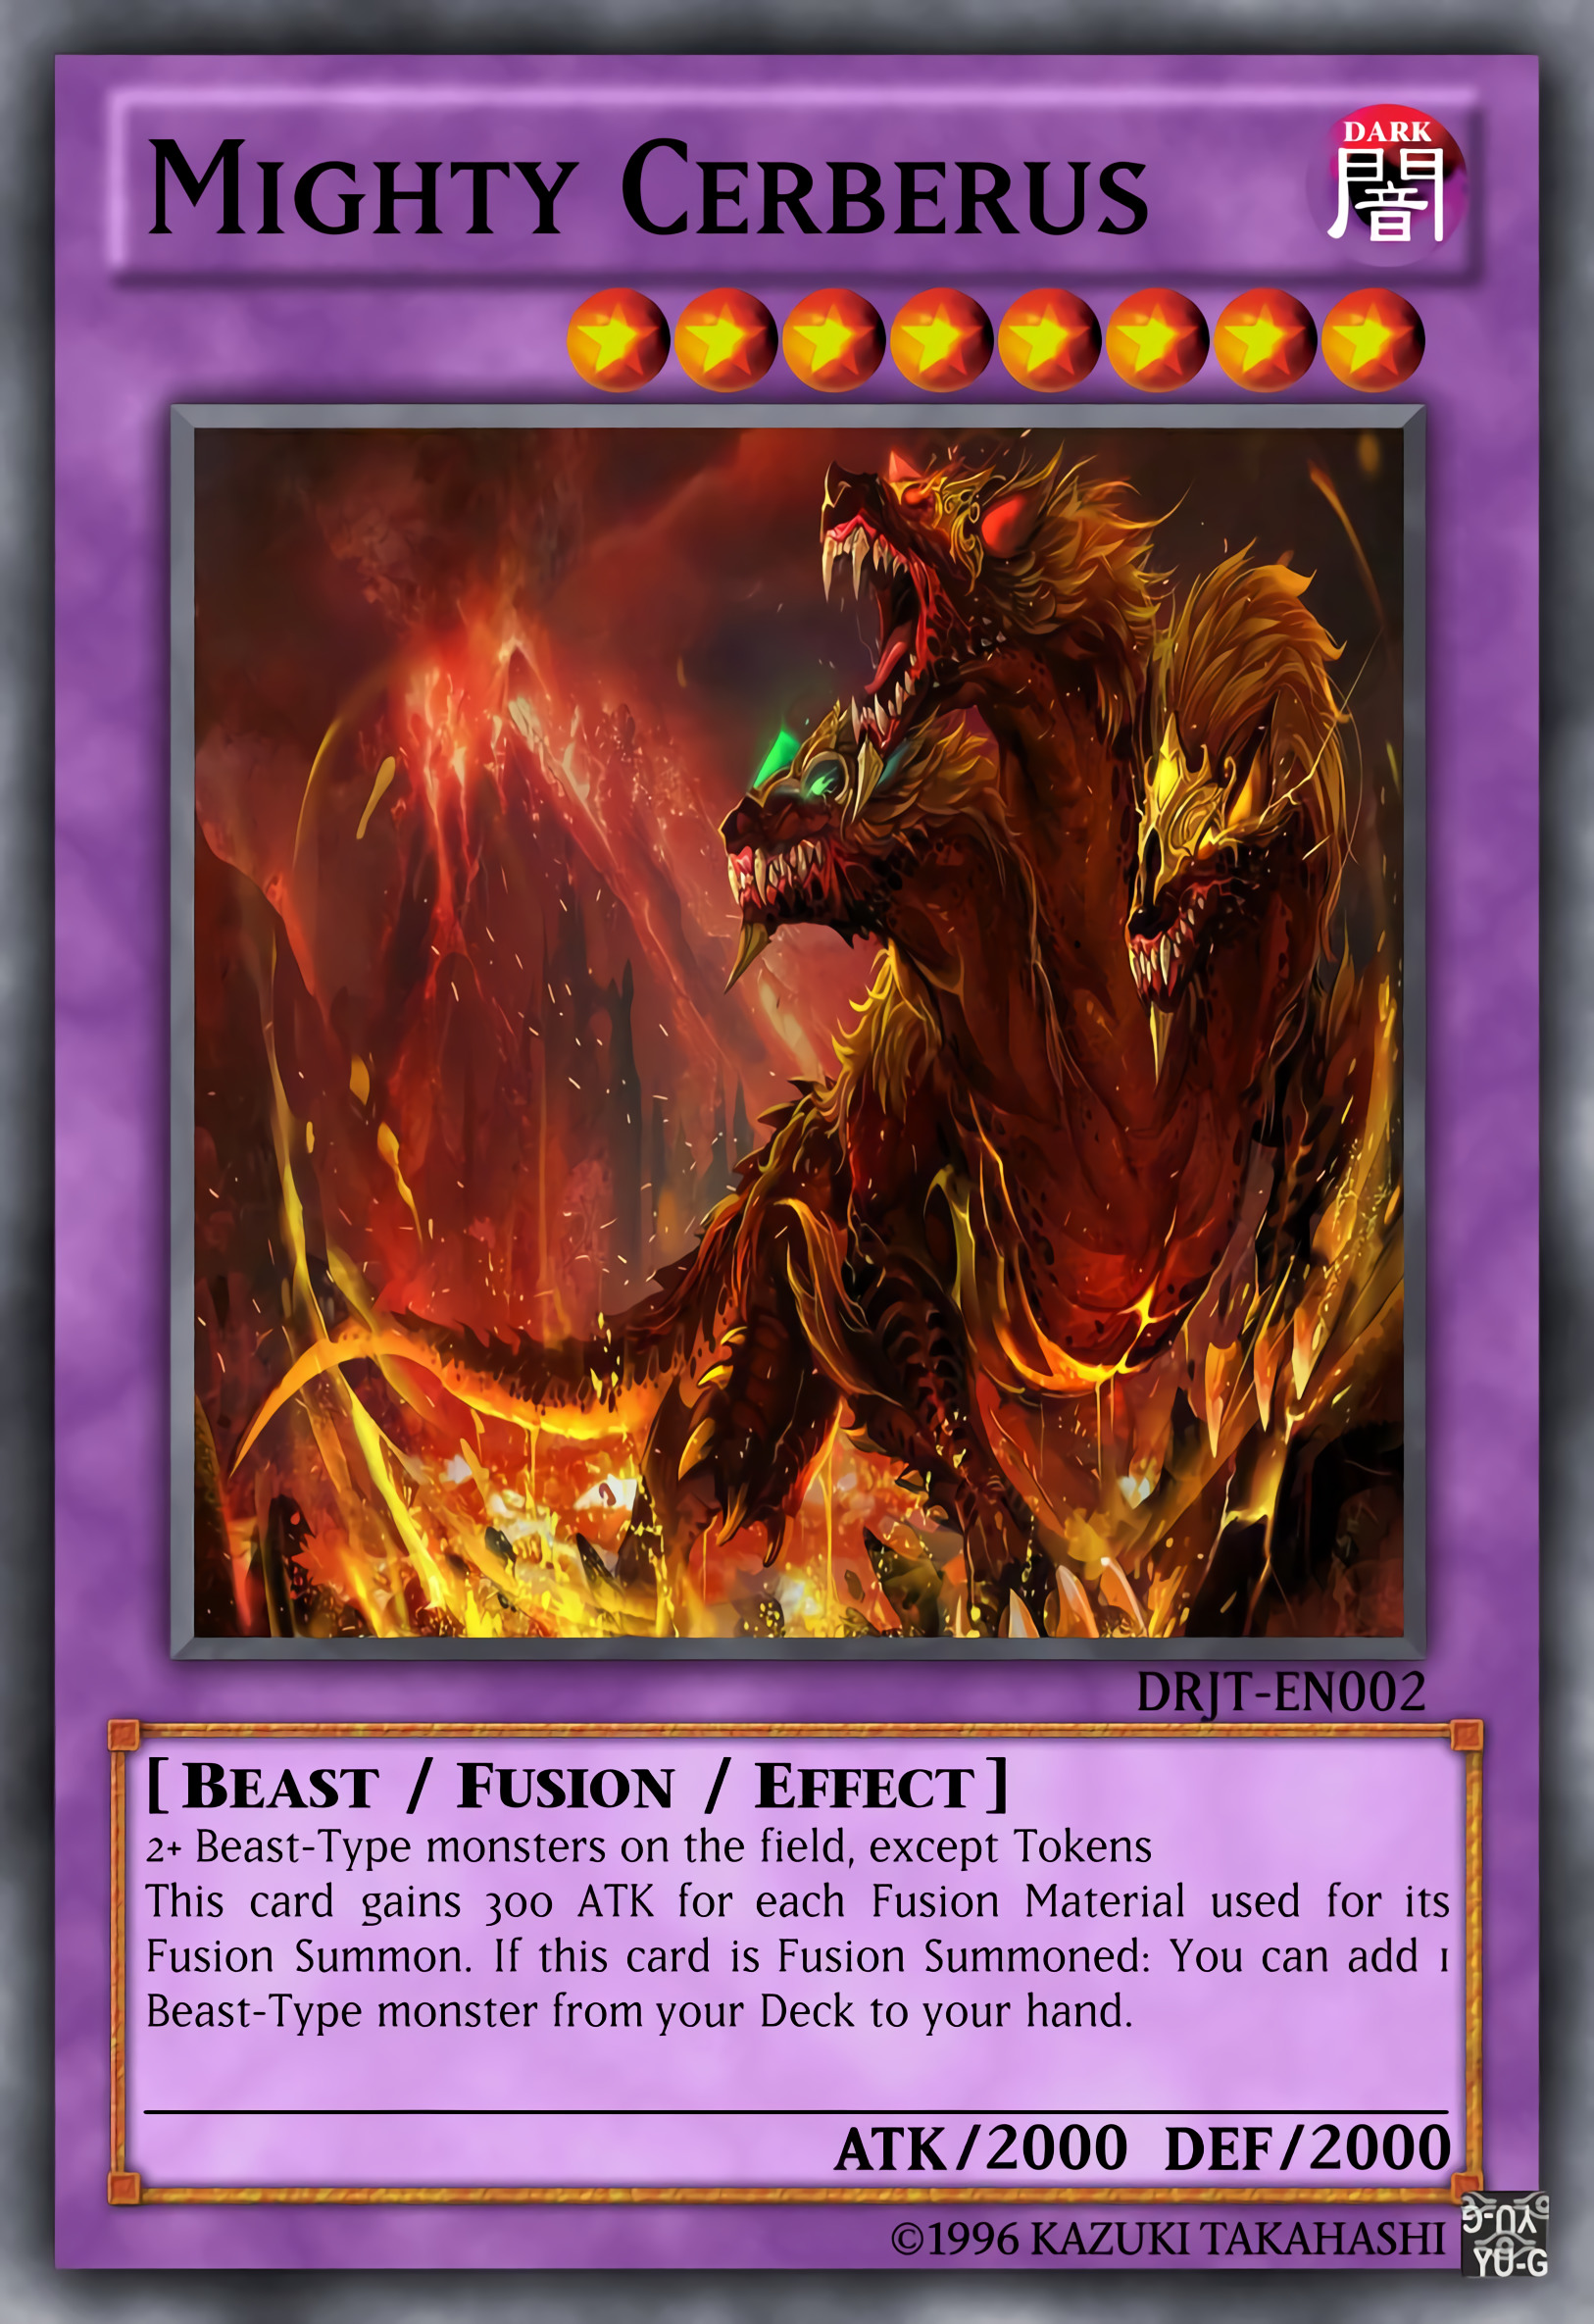 Mighty Cerberus
DARK
闇
DRJT-EN002
[ Beast / Fusion / Effect ]
2+ Beast-Type monsters on the field, except Tokens
This card gains 300 ATK for each Fusion Material used for its
Fusion Summon. If this card is Fusion Summoned: You can add 1
Beast-Type monster from your Deck to your hand.
ATK/2000 DEF/2000
©1996 KAZUKI TAKAHASHI
YU-G
YU-G